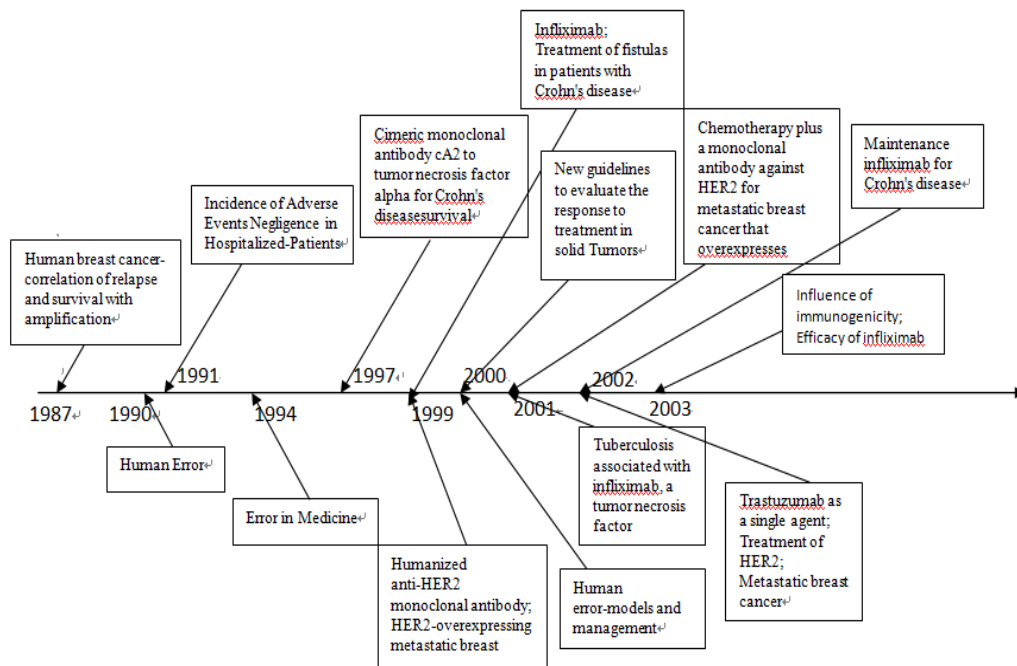 Infliximab;
Treatment of fistulas
in patients with
Crohn's disease↵
Cimeric monoclonal
antibody cA2 to
tumor necrosis factor
alpha for Crohn's
diseasesurvival↵
New guidelines
to evaluate the
response to
treatment in
solid Tumors↵
Chemotherapy plus
a monoclonal
antibody against
HER2 for
metastatic breast
cancer that
overexpresses
Maintenance
infliximab for
Crohn's disease↵
Incidence of Adverse
Events Negligence in
Hospitalized-Patients↵
Human breast cancer-
correlation of relapse
and survival with
amplification↵
Influence of
immunogenicity;
Efficacy of infliximab↵
1987↵
1990↵
1991
1994
1997↵
1999
2000
2001
2002
2003
Human Error↵
Error in Medicine↵
Humanized
anti-HER2
monoclonal antibody;
HER2-overexpressing
metastatic breast
Human
error-models and
management↵
Tuberculosis
associated with
infliximab, a
tumor necrosis
factor
Trastuzumab as
a single agent;
Treatment of
HER2;
Metastatic breast
cancer↵